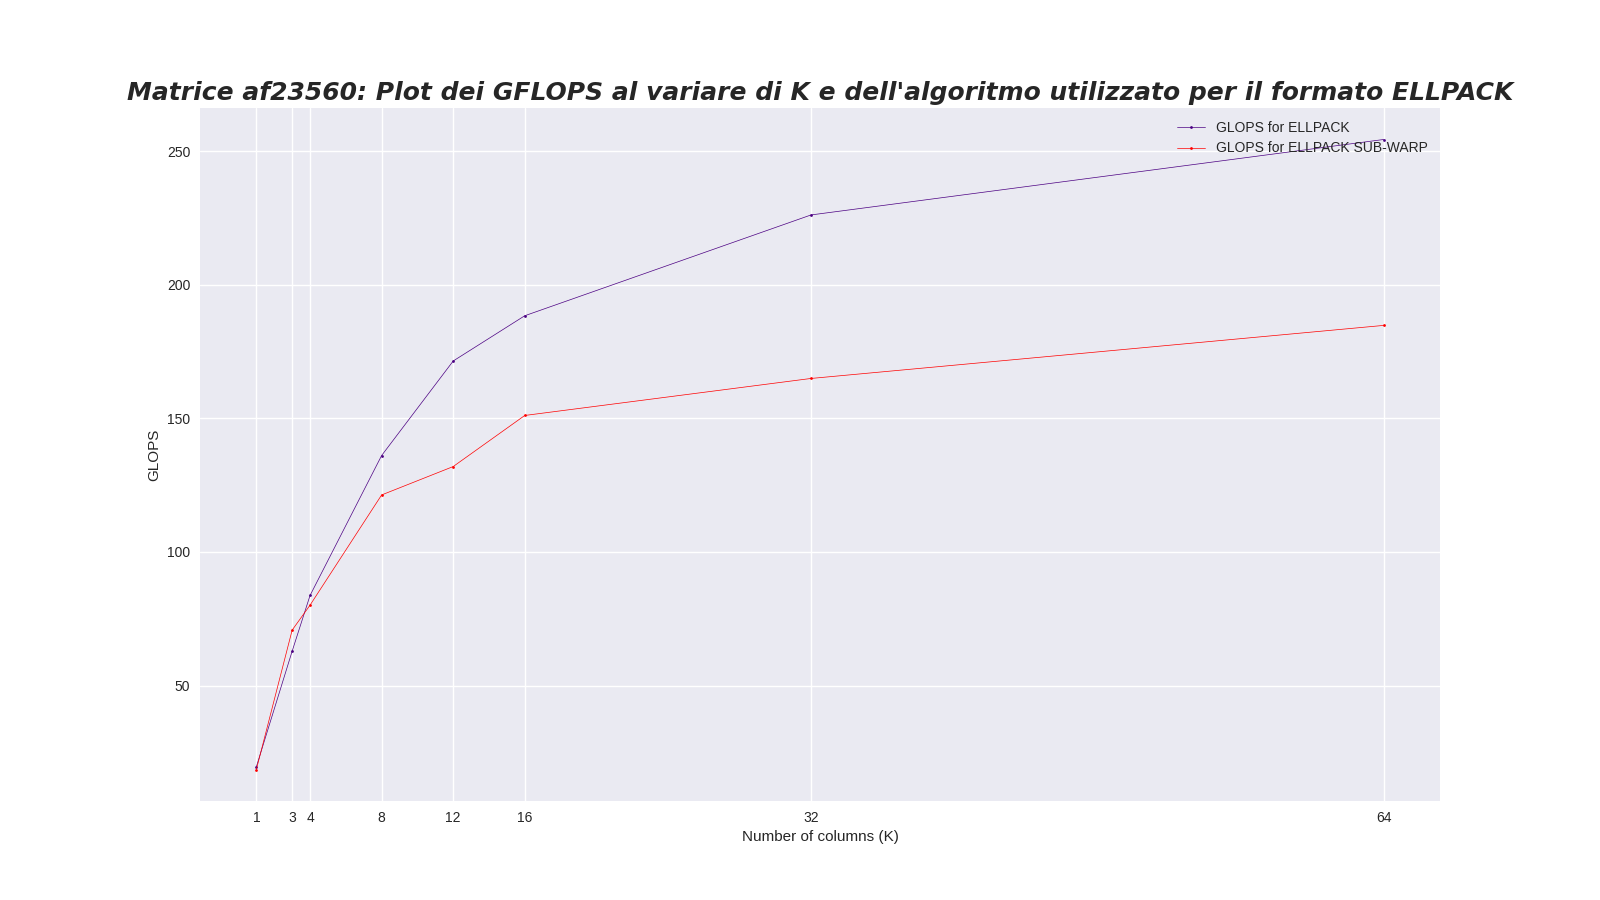 Matrice af23560: Plot dei GFLOPS al variare di K e dell'algoritmo utilizzato per il formato ELLPACK
GLOPS for ELLPACK
GLOPS for ELLPACK SUB-WARP
250
200
150
100
50
GLOPS
1 3 4 8 12 16 32 64
Number of columns (K)